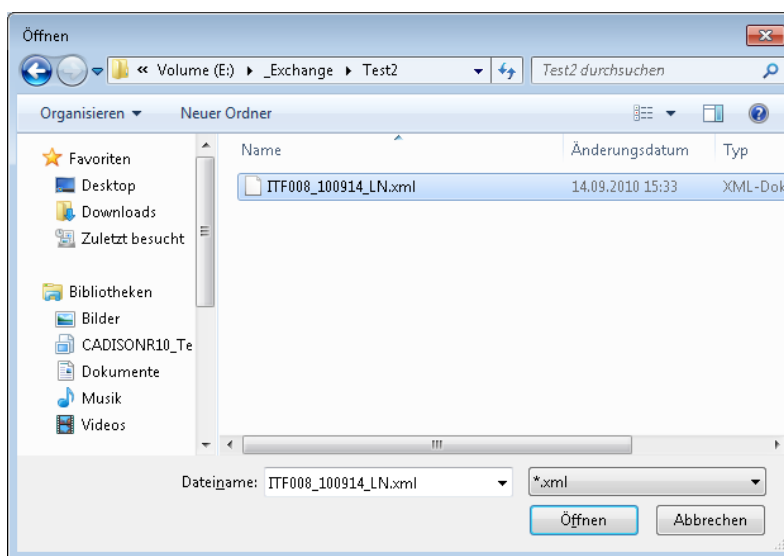 Öffnen
« Volume (E:) ▸ _Exchange ▸ Test2
Test2 durchsuchen
Organisieren
Neuer Ordner
Name Änderungsdatum Typ
ITF008_100914_LN.xml 14.09.2010 15:33 XML-Dok
Favoriten
Desktop
Downloads
Zuletzt besucht
Bibliotheken
Bilder
CADISONR10_Te
Dokumente
Musik
Videos
Dateiname: ITF008_100914_LN.xml *.xml
Öffnen Abbrechen